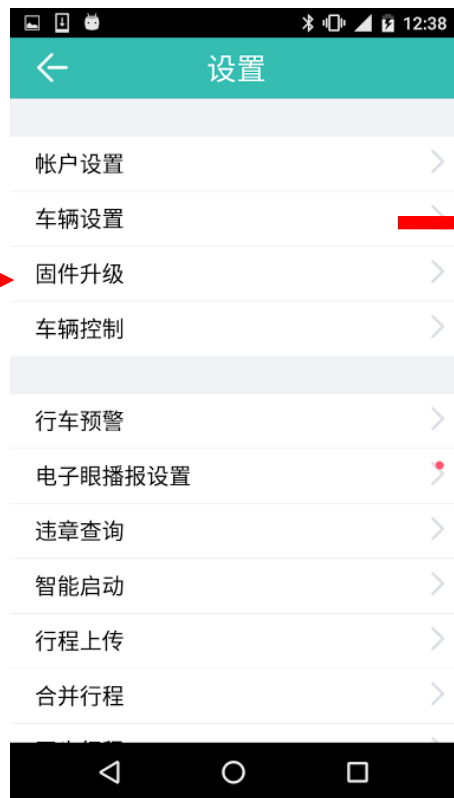 12:38
设置
帐户设置
车辆设置
固件升级
车辆控制
行车预警
电子眼播报设置
违章查询
智能启动
行程上传
合并行程